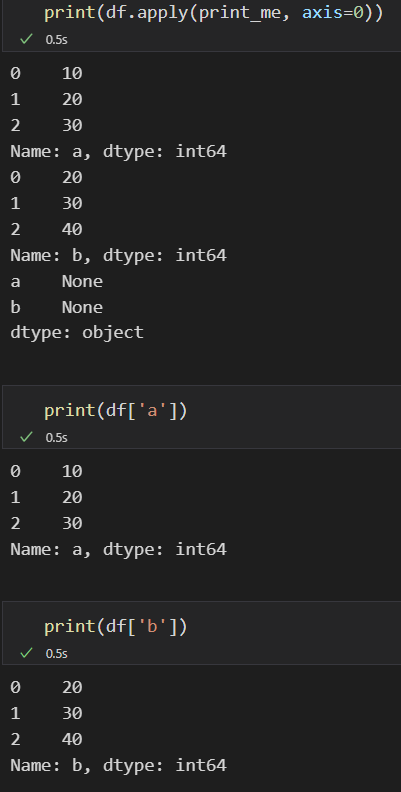 print(df.apply(print_me, axis=0))
0.5s
0    10
1    20
2    30
Name: a, dtype: int64
0    20
1    30
2    40
Name: b, dtype: int64
a    None
b    None
dtype: object
print(df['a'])
0.5s
0    10
1    20
2    30
Name: a, dtype: int64
print(df['b'])
0.5s
0    20
1    30
2    40
Name: b, dtype: int64